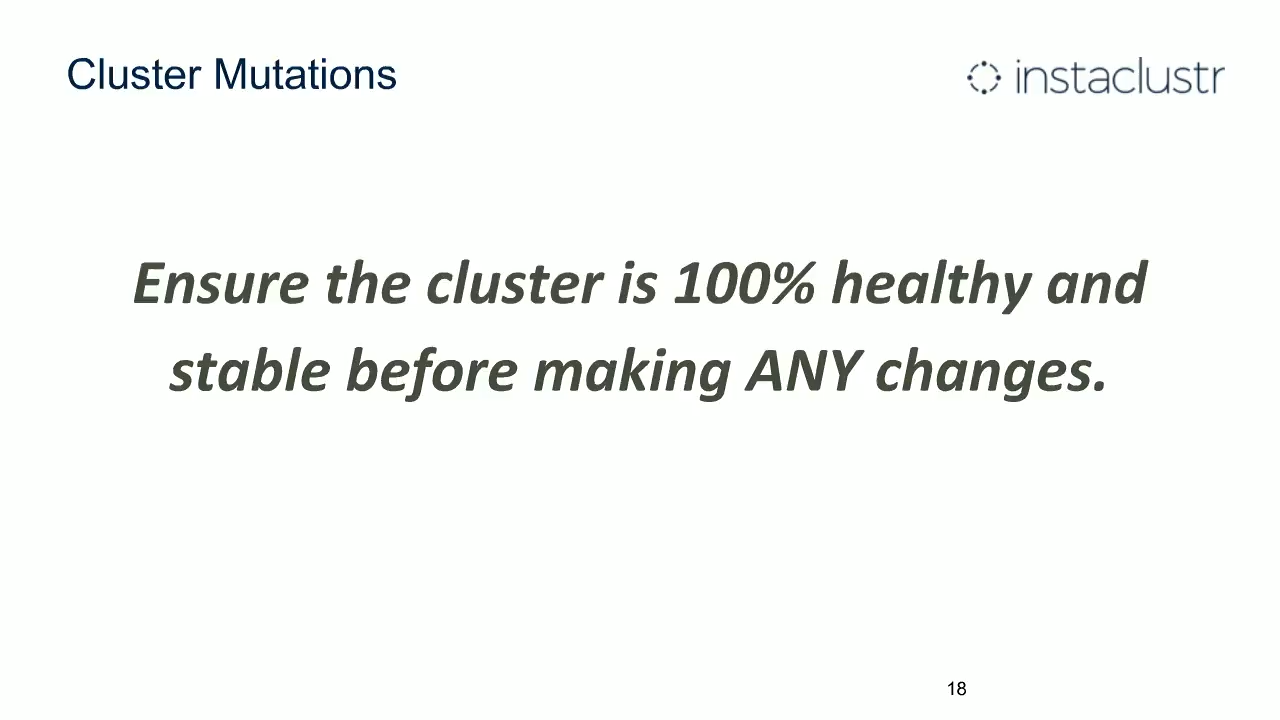 Cluster Mutations
instaclustr
Ensure the cluster is 100% healthy and
stable before making ANY changes.
18